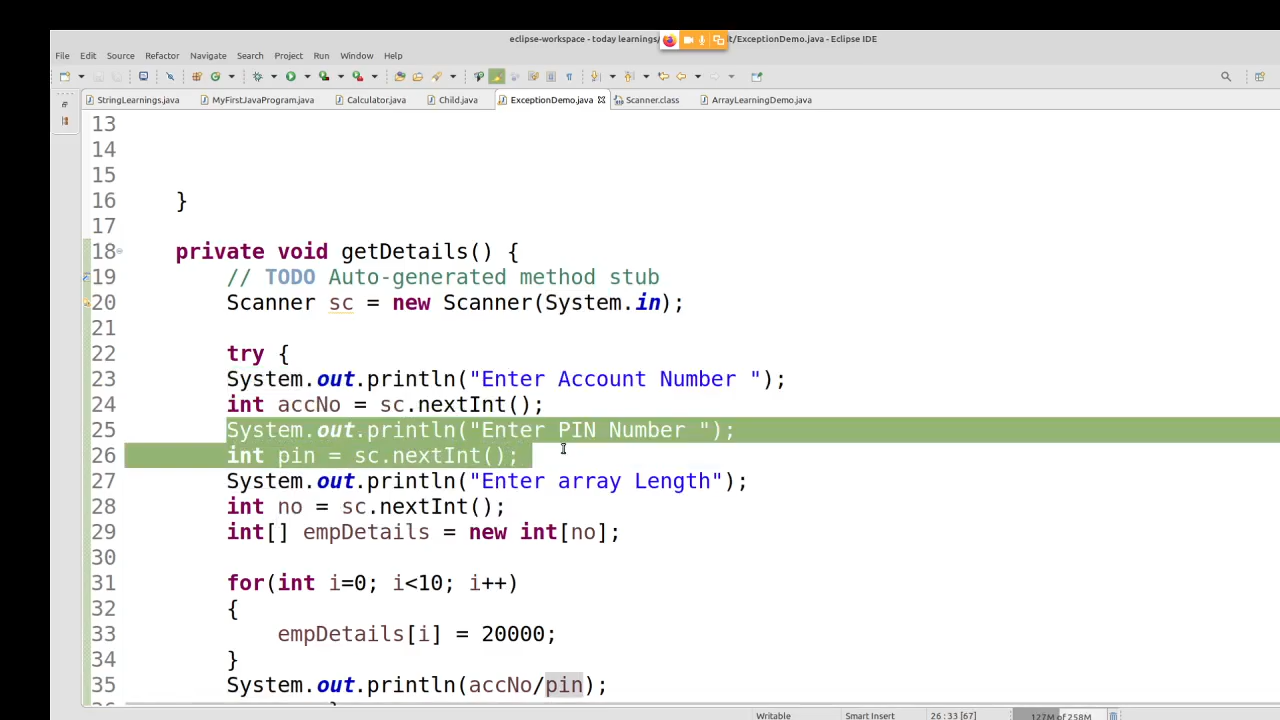 eclipse-workspace - today learnings/ t/ExceptionDemo.java - Eclipse IDE
File Edit Source Refactor Navigate Search Project Run Window Help
StringLearnings.java MyFirstJavaProgram.java Calculator.java Child.java ExceptionDemo.java Scanner.class ArrayLearningDemo.java
13
14
15
16 }
17
18 private void getDetails() {
19 // TODO Auto-generated method stub
20 Scanner sc = new Scanner(System.in);
21
22 try {
23 System.out.println("Enter Account Number ");
24 int accNo = sc.nextInt();
25 System.out.println("Enter PIN Number ");
26 int pin = sc.nextInt();
27 System.out.println("Enter array Length");
28 int no = sc.nextInt();
29 int[] empDetails = new int[no];
30
31 for(int i=0; i<10; i++)
32 {
33 empDetails[i] = 20000;
34 }
35 System.out.println(accNo/pin);
Writable Smart Insert 26 : 33 [67] 127M of 258M